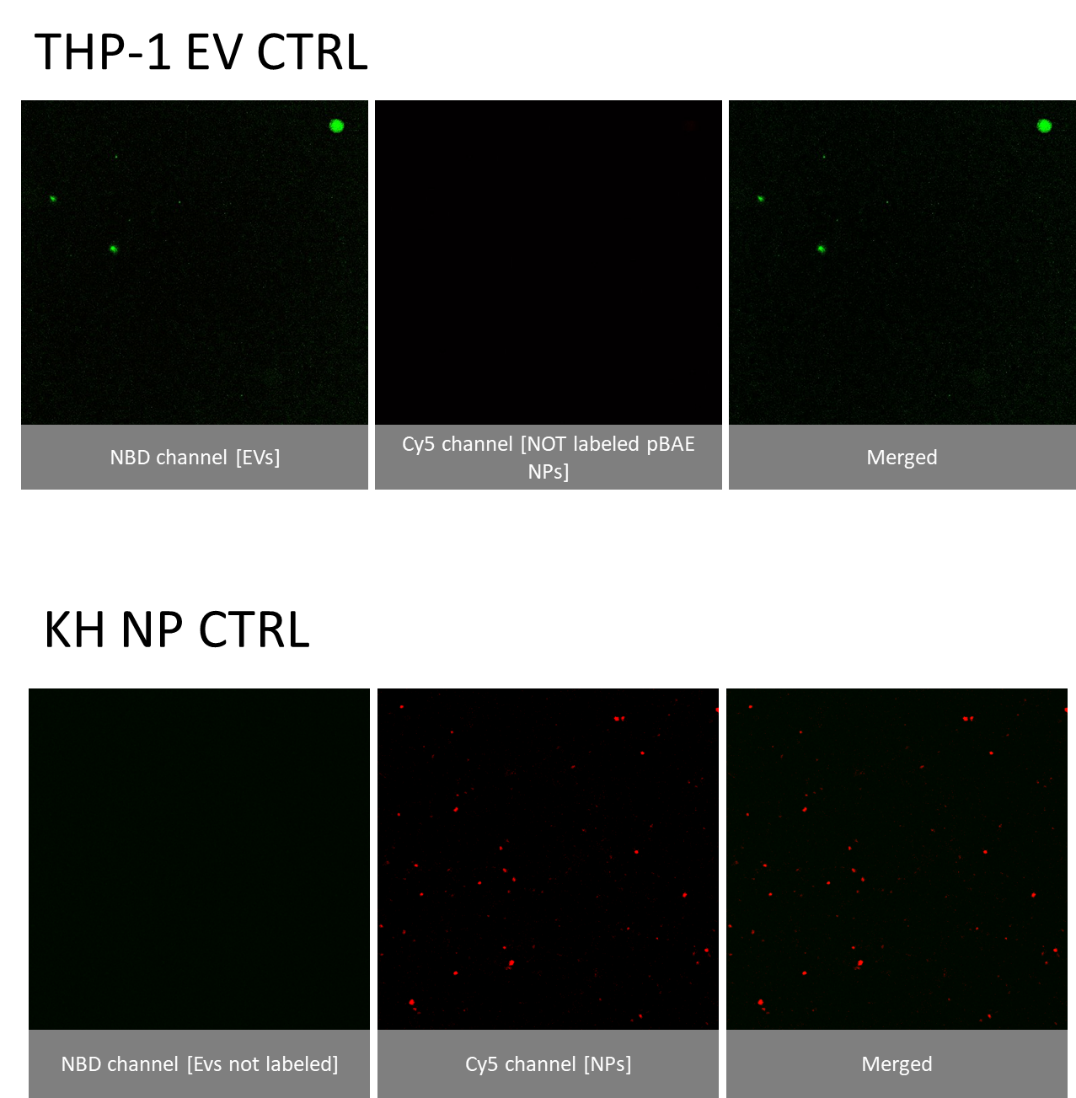 THP-1 EV CTRL
NBD channel [EVs]
Cy5 channel [NOT labeled pBAE
NPs]
Merged
KH NP CTRL
NBD channel [Evs not labeled]
Cy5 channel [NPs]
Merged